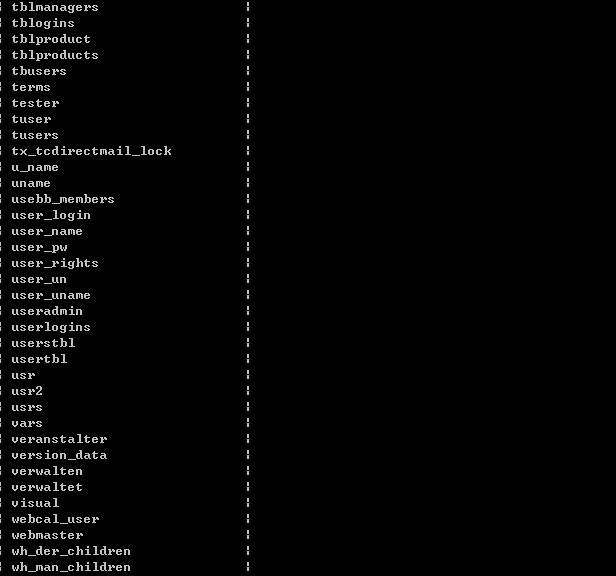 tblmanagers
tblogins
tblproduct
tblproducts
tbusers
terms
tester
tuser
tusers
tx_tcdirectmail_lock
u_name
uname
usebb_members
user_login
user_name
user_pw
user_rights
user_un
user_uname
useradmin
userlogins
userstbl
usertbl
usr
usr2
usrs
vars
veranstalter
version_data
verwalten
verwaltet
visual
webcal_user
webmaster
wh_der_children
wh_man_children